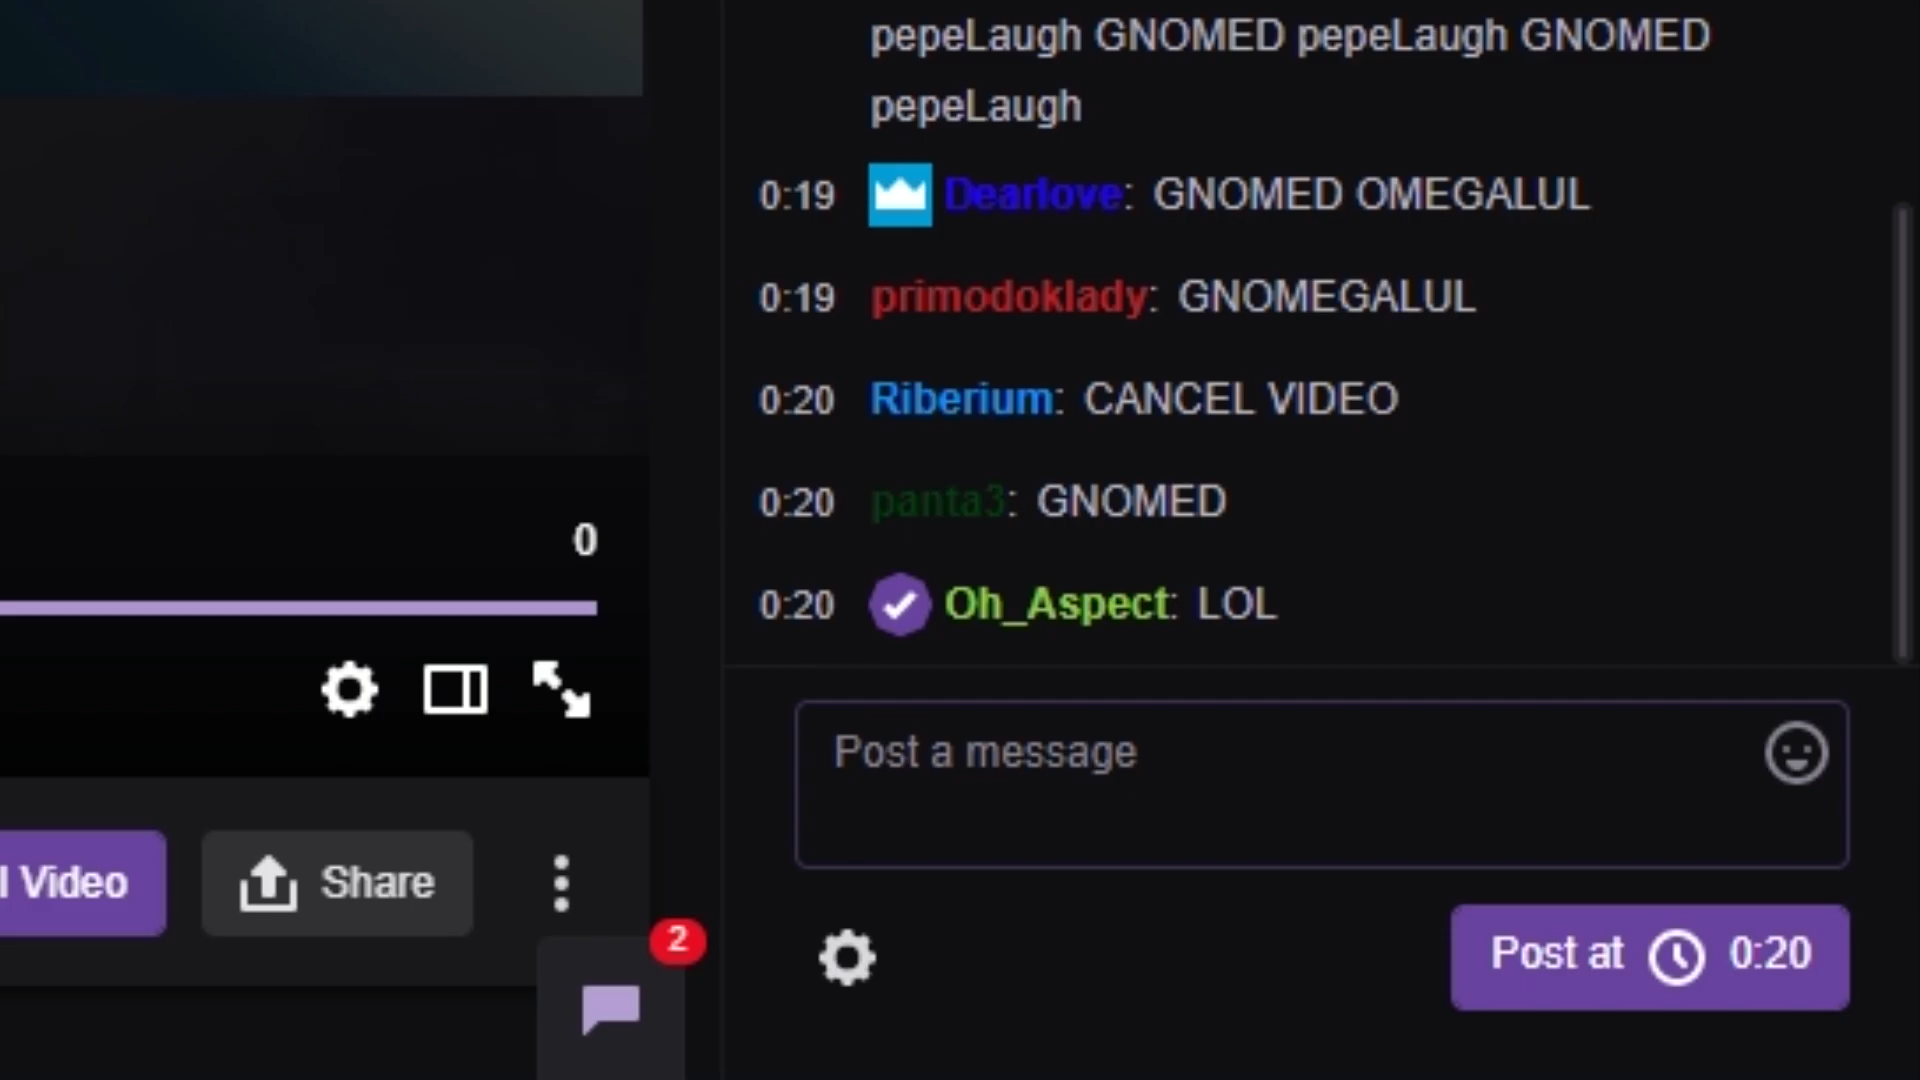 pepeLaugh GNOMED pepeLaugh GNOMED
pepeLaugh
0:19 Dearlove: GNOMED OMEGALUL
0:19 primodoklady: GNOMEGALUL
0:20 Riberium: CANCEL VIDEO
0:20 panta3: GNOMED
0:20 Oh_Aspect: LOL
0
Post a message
l Video
Share
2
Post at 0:20